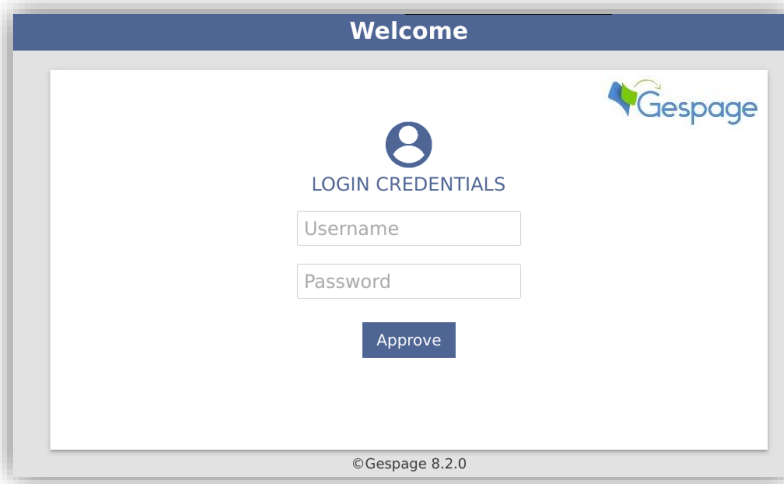 Welcome
Gespage
LOGIN CREDENTIALS
Username
Password
Approve
©Gespage 8.2.0